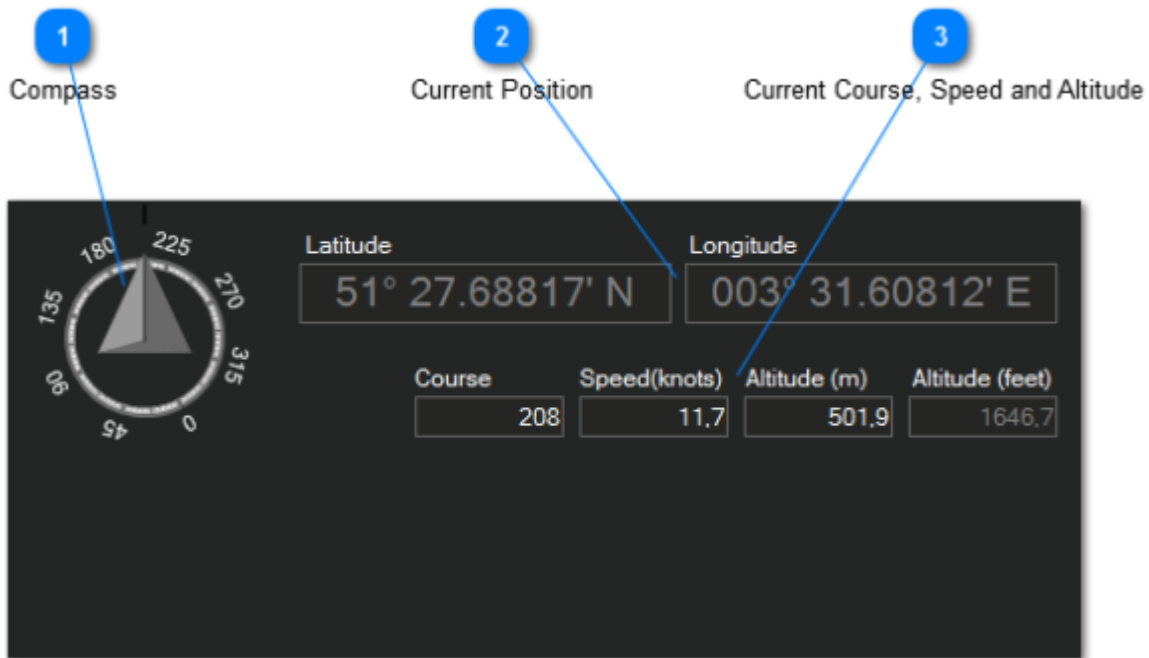 1
2
3
Compass
Current Position
Current Course, Speed and Altitude
180
225
270
315
0
45
90
135
Latitude
Longitude
51° 27.68817' N
003° 31.60812' E
Course
Speed(knots)
Altitude (m)
Altitude (feet)
208
11,7
501,9
1646,7